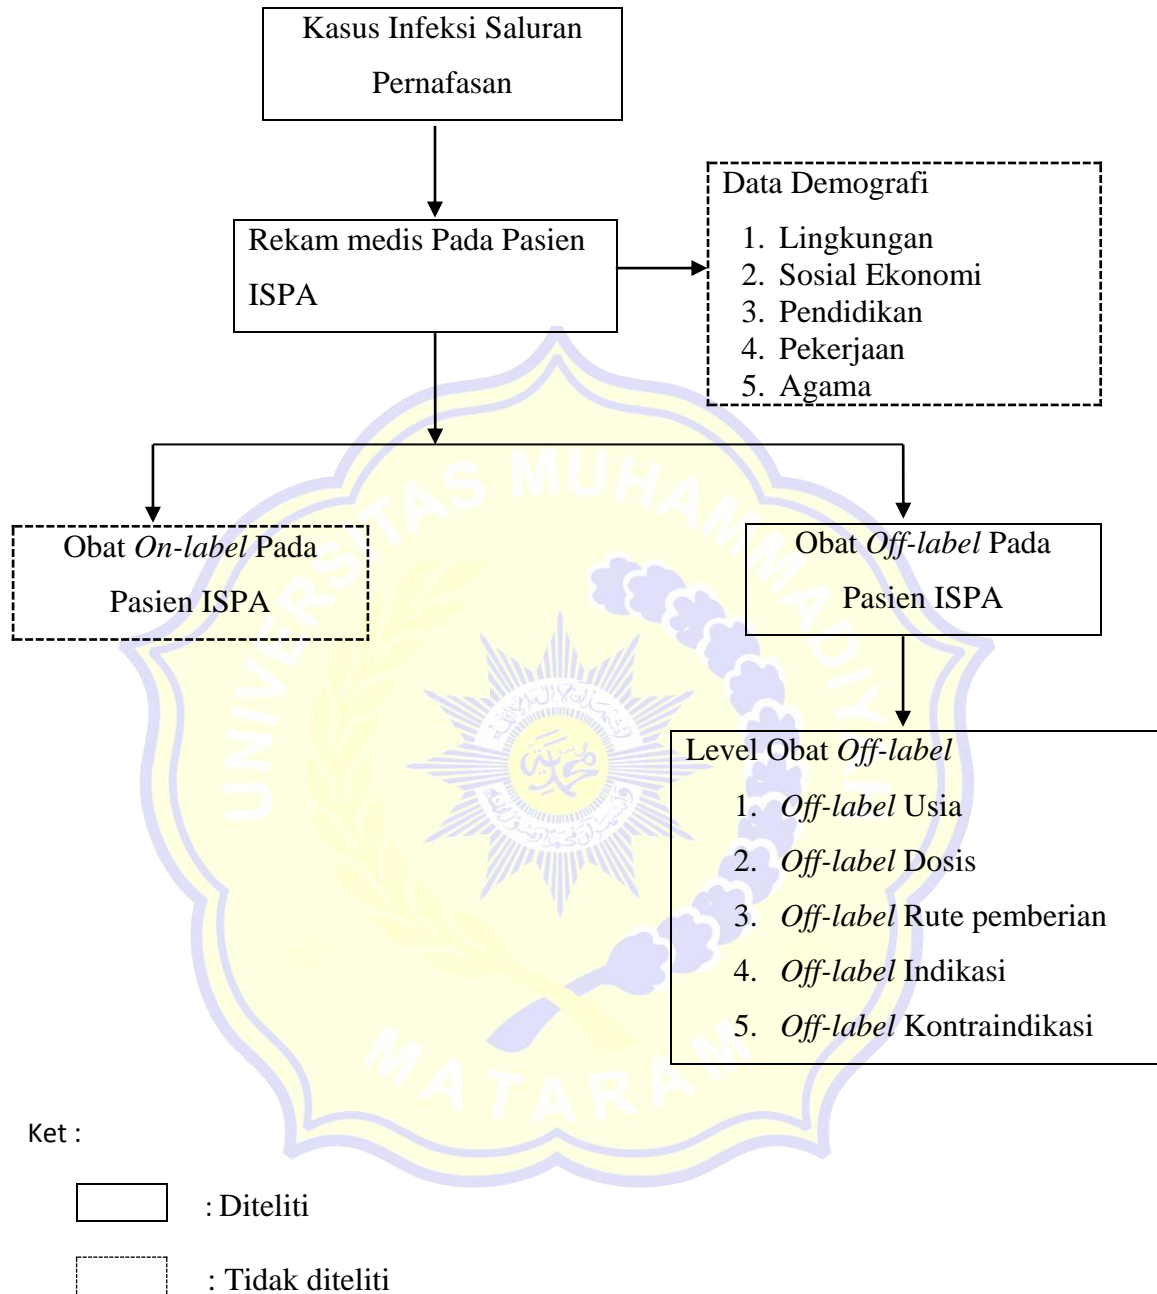 Kasus Infeksi Saluran
Pernafasan
Rekam medis Pada Pasien
ISPA
Data Demografi
1. Lingkungan
2. Sosial Ekonomi
3. Pendidikan
4. Pekerjaan
5. Agama
Obat On-label Pada
Pasien ISPA
Obat Off-label Pada
Pasien ISPA
Level Obat Off-label
1. Off-label Usia
2. Off-label Dosis
3. Off-label Rute pemberian
4. Off-label Indikasi
5. Off-label Kontraindikasi
UNIVERSITAS MUHAMMADIYAH
MATARAM
Ket :
: Diteliti
: Tidak diteliti